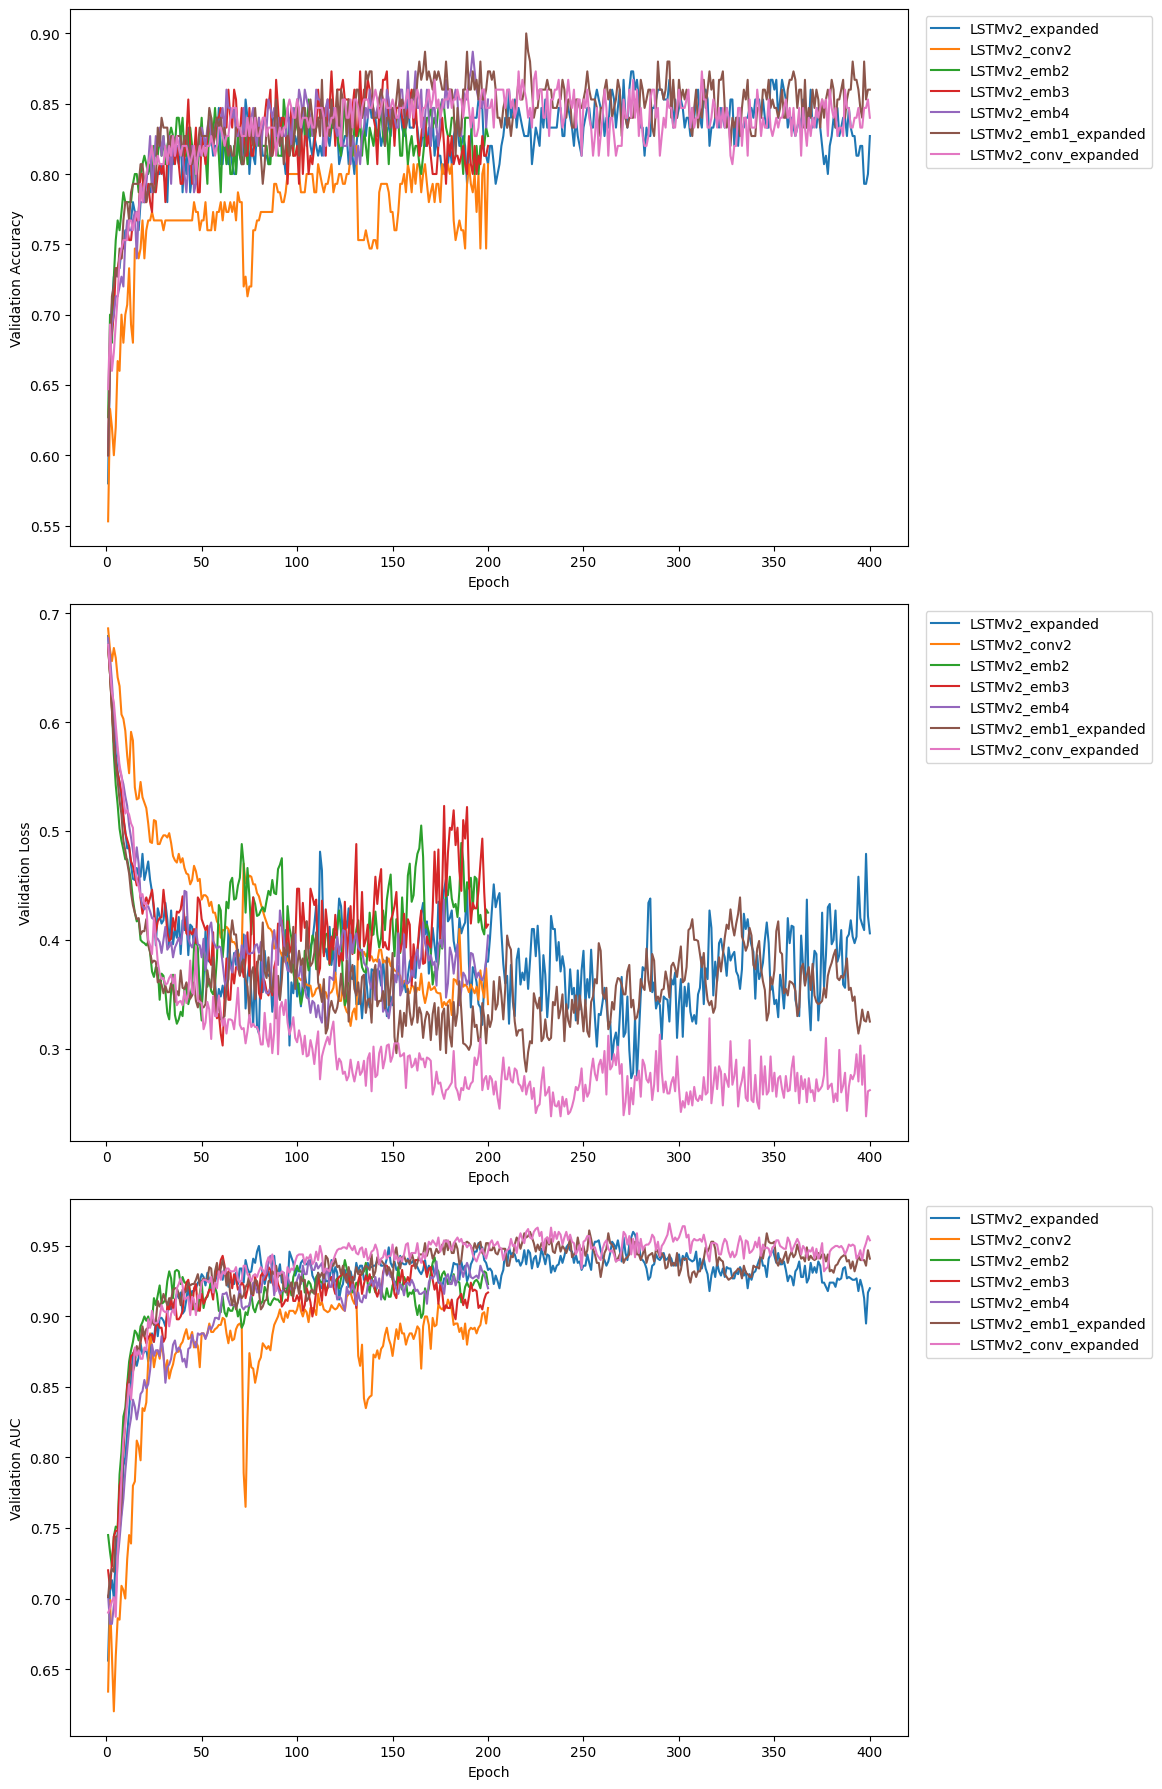 0.90
0.85
0.80
0.75
0.70
0.65
0.60
0.55
Validation Accuracy
0 50 100 150 200 250 300 350 400
Epoch
LSTMv2_expanded
LSTMv2_conv2
LSTMv2_emb2
LSTMv2_emb3
LSTMv2_emb4
LSTMv2_emb1_expanded
LSTMv2_conv_expanded
0.7
0.6
0.5
0.4
0.3
Validation Loss
0 50 100 150 200 250 300 350 400
Epoch
LSTMv2_expanded
LSTMv2_conv2
LSTMv2_emb2
LSTMv2_emb3
LSTMv2_emb4
LSTMv2_emb1_expanded
LSTMv2_conv_expanded
0.95
0.90
0.85
0.80
0.75
0.70
0.65
Validation AUC
0 50 100 150 200 250 300 350 400
Epoch
LSTMv2_expanded
LSTMv2_conv2
LSTMv2_emb2
LSTMv2_emb3
LSTMv2_emb4
LSTMv2_emb1_expanded
LSTMv2_conv_expanded